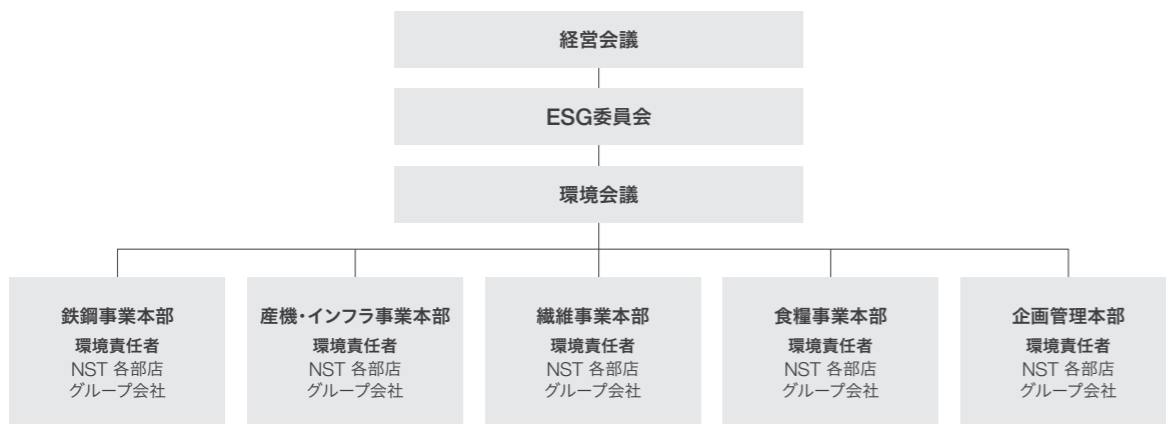 経営会議
ESG委員会
環境会議
鉄鋼事業本部
環境責任者
NST 各部店
グループ会社
産機・インフラ事業本部
環境責任者
NST 各部店
グループ会社
繊維事業本部
環境責任者
NST 各部店
グループ会社
食糧事業本部
環境責任者
NST 各部店
グループ会社
企画管理本部
環境責任者
NST 各部店
グループ会社